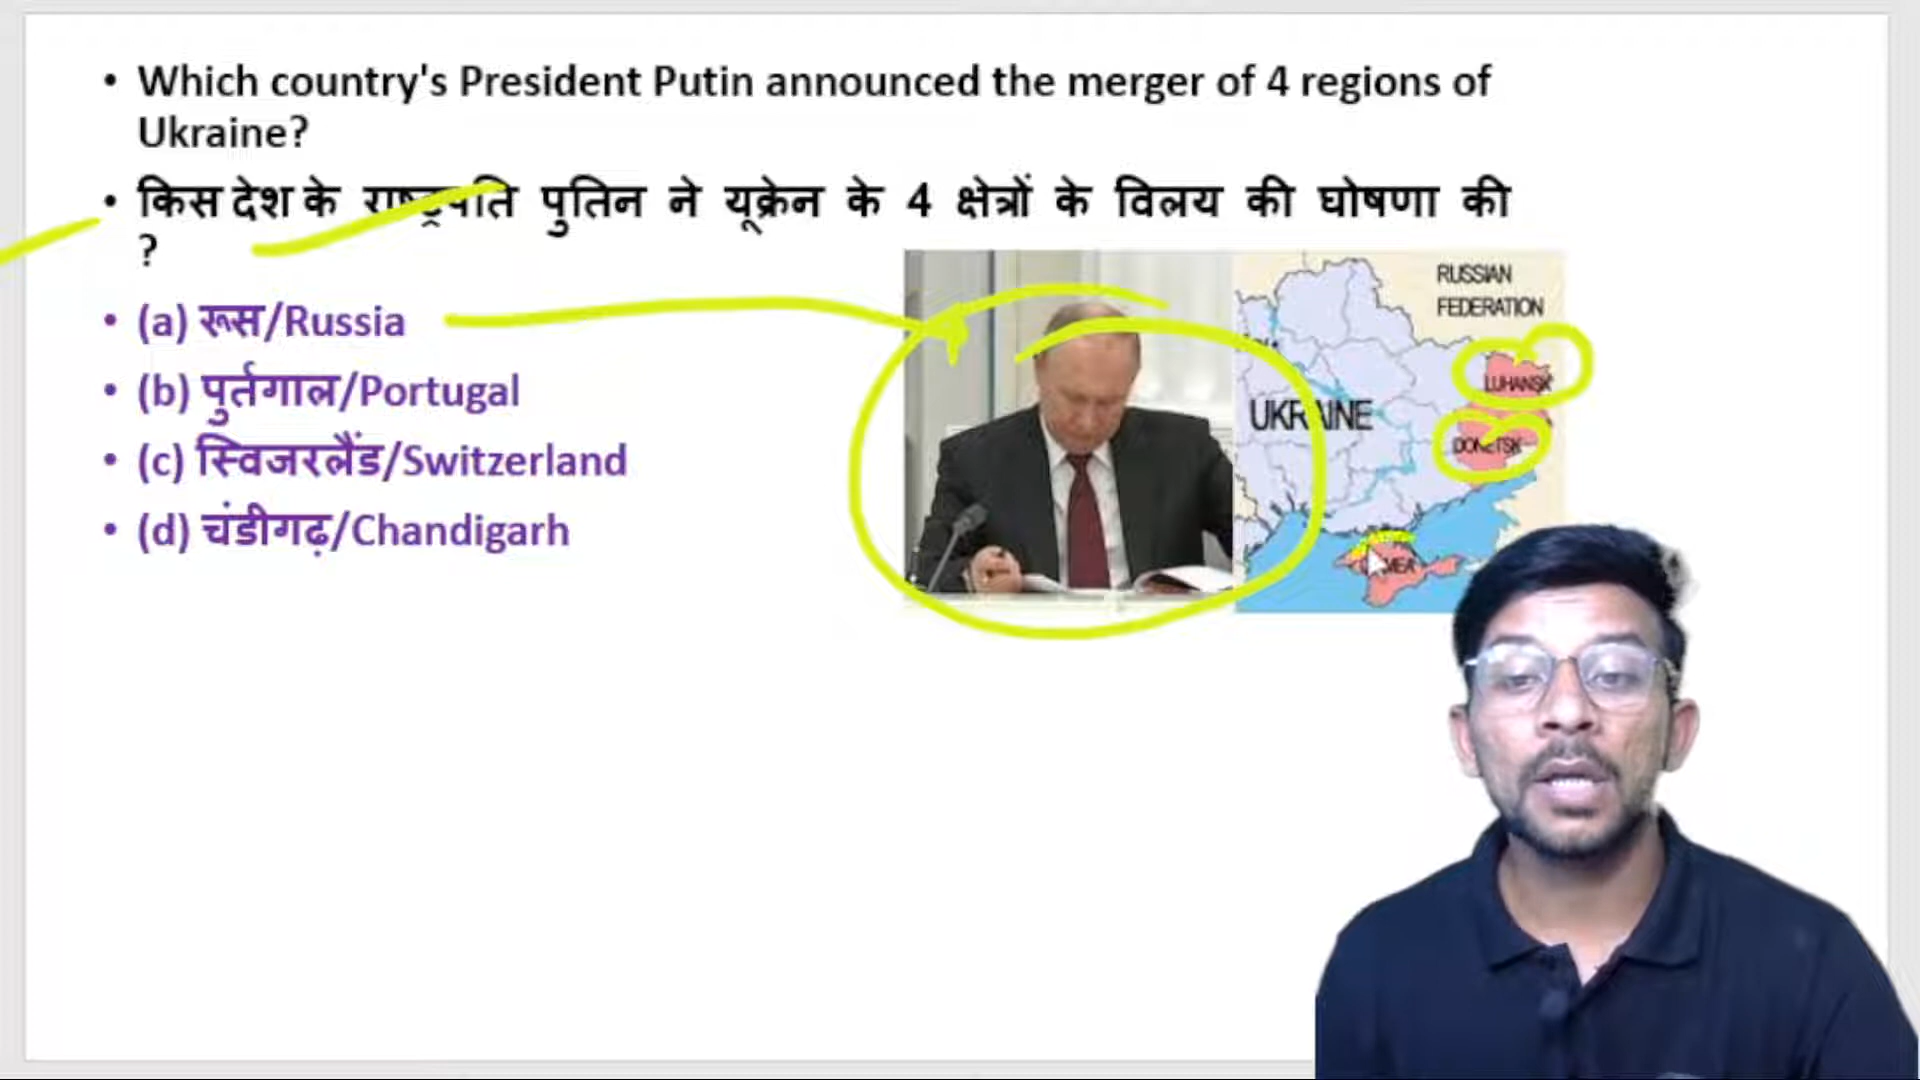 • Which country's President Putin announced the merger of 4 regions of
Ukraine?
• किस देश के राष्ट्रपति पुतिन ने यूक्रेन के 4 क्षेत्रों के विलय की घोषणा की
?
• (a) रूस/Russia
• (b) पुर्तगाल/Portugal
• (c) स्विजरलैंड/Switzerland
• (d) चंडीगढ़/Chandigarh
RUSSIAN
FEDERATION
LUHANSK
UKRAINE
DONETSK